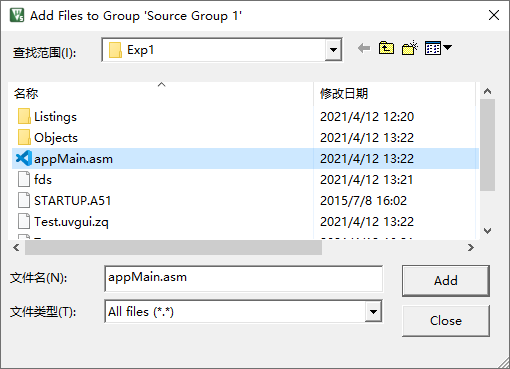 Add Files to Group 'Source Group 1'
查找范围(I):
Exp1
名称
修改日期
Listings
2021/4/12 12:20
Objects
2021/4/12 13:22
appMain.asm
2021/4/12 13:22
fds
2021/4/12 13:21
STARTUP.A51
2015/7/8 16:02
Test.uvgui.zq
2021/4/12 13:22
文件名(N):
appMain.asm
Add
文件类型(T):
All files (*.*)
Close